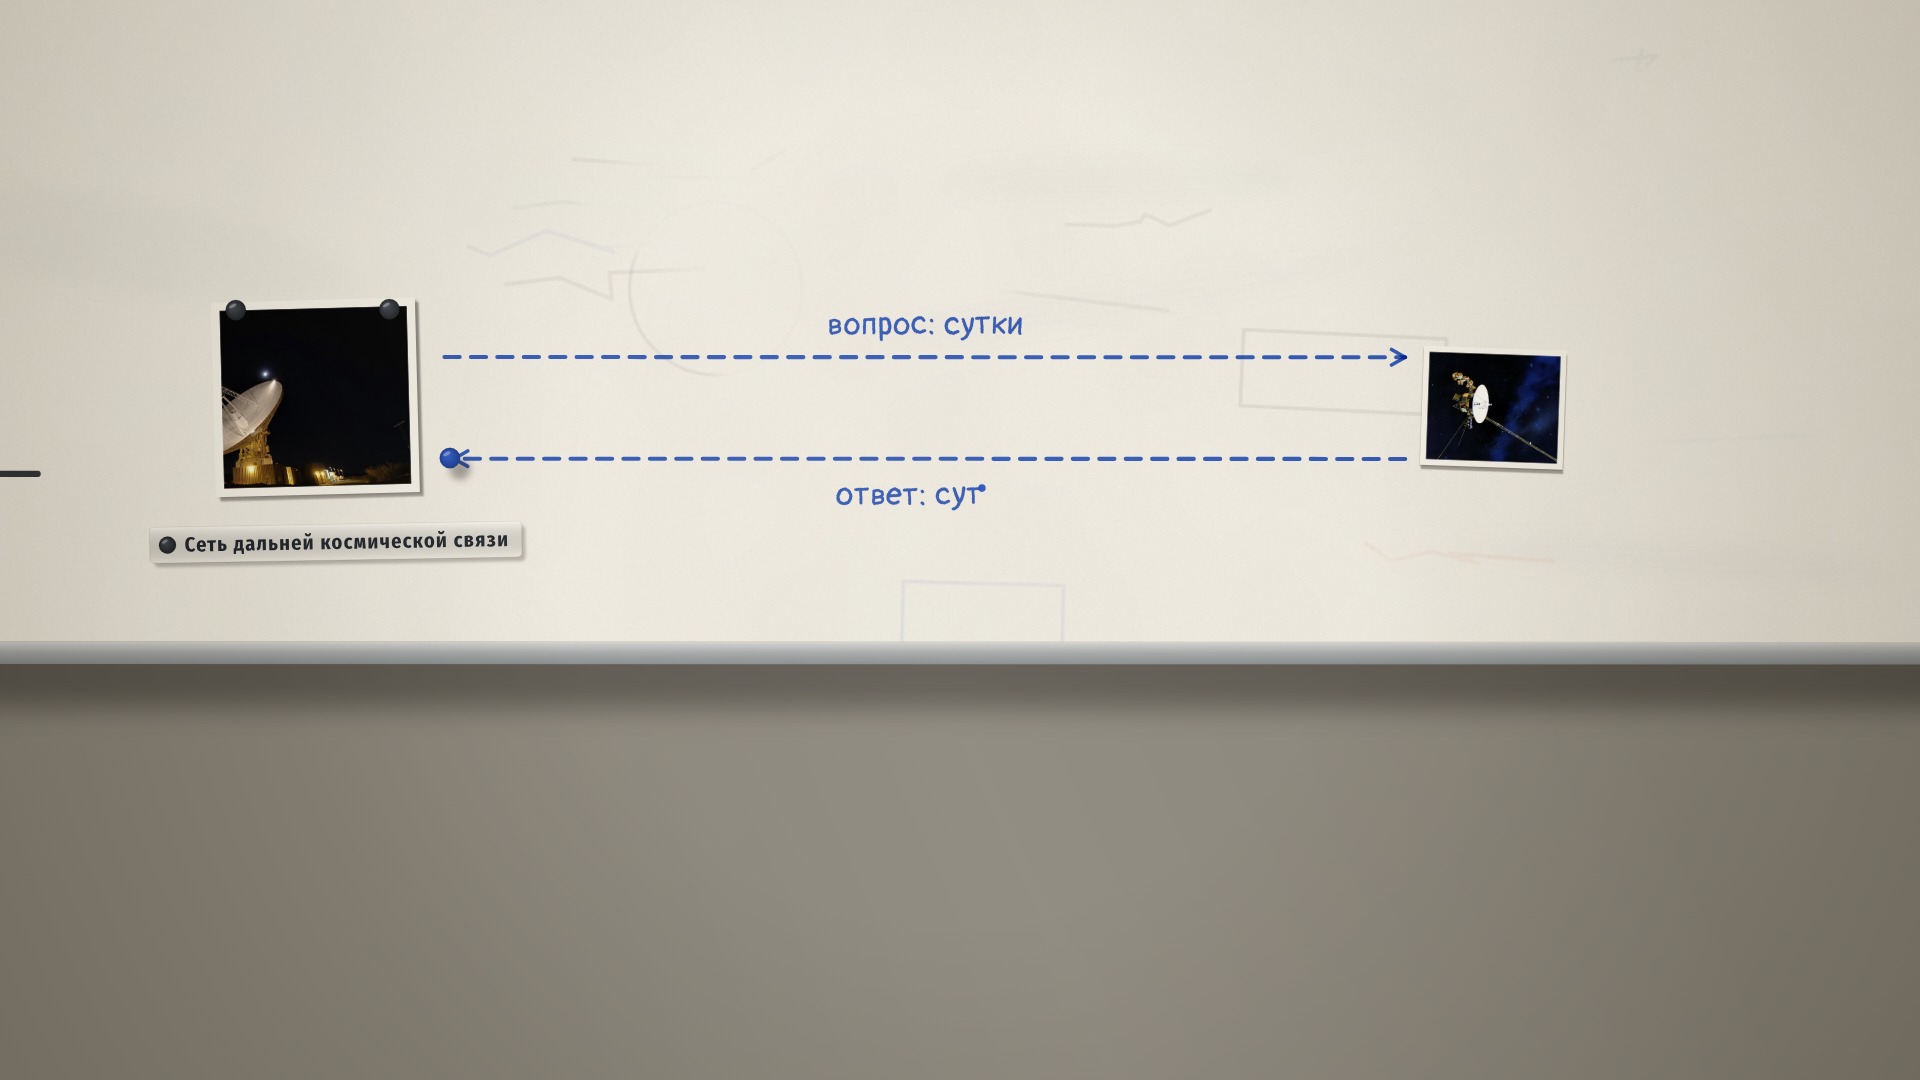 вопрос: сутки
ответ: сут
Сеть дальней космической связи